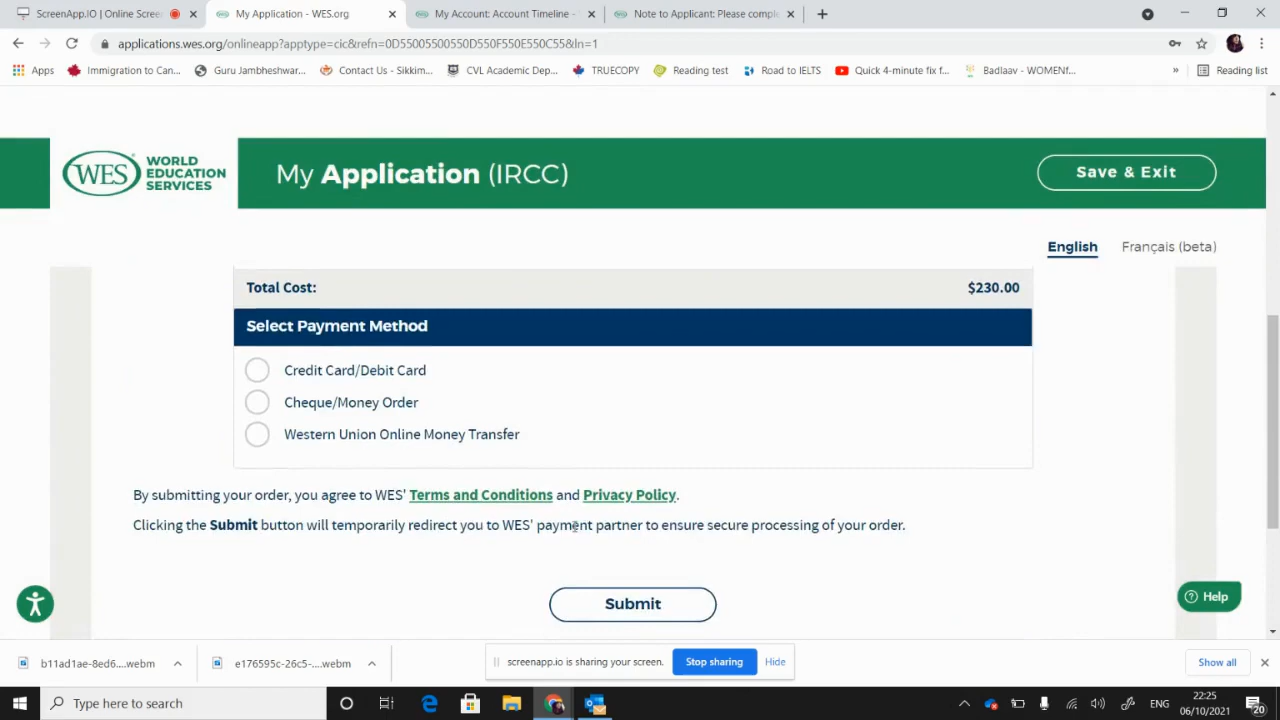 ScreenApp.IO | Online Scree
My Application - WES.org
My Account: Account Timeline -
Note to Applicant: Please compl
applications.wes.org/onlineapp?apptype=cic&refn=0D55005500550D550F550E550C55&ln=1
Apps
Immigration to Can...
Guru Jambheshwar...
Contact Us - Sikkim...
CVL Academic Dep...
TRUECOPY
Reading test
Road to IELTS
Quick 4-minute fix f...
Badlaav - WOMENf...
»
Reading list
WES
WORLD
EDUCATION
SERVICES
My Application (IRCC)
Save & Exit
English
Français (beta)
Total Cost:
$230.00
Select Payment Method
Credit Card/Debit Card
Cheque/Money Order
Western Union Online Money Transfer
By submitting your order, you agree to WES' Terms and Conditions and Privacy Policy.
Clicking the Submit button will temporarily redirect you to WES' payment partner to ensure secure processing of your order.
Submit
Help
b11ad1ae-8ed6....webm
e176595c-26c5-....webm
screenapp.io is sharing your screen.
Stop sharing
Hide
Show all
Type here to search
ENG
22:25
06/10/2021
20